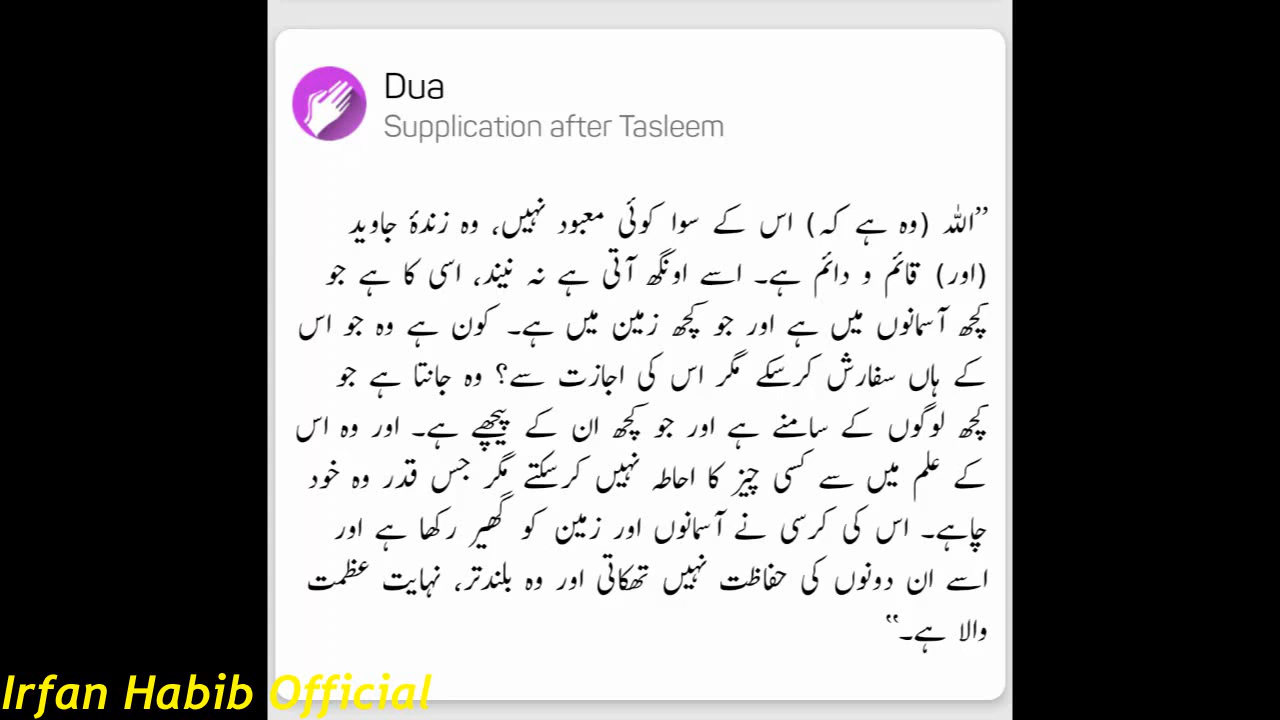 Dua
Supplication after Tasleem
”اللہ (وہ ہے کہ) اس کے سوا کوئی معبود نہیں، وہ زندۂ جاوید
(اور) قائم و دائم ہے۔ اسے اونگھ آتی ہے نہ نیند، اسی کا ہے جو
کچھ آسمانوں میں ہے اور جو کچھ زمین میں ہے۔ کون ہے وہ جو اس
کے ہاں سفارش کرسکے مگر اس کی اجازت سے؟ وہ جانتا ہے جو
کچھ لوگوں کے سامنے ہے اور جو کچھ ان کے پیچھے ہے۔ اور وہ اس
کے علم میں سے کسی چیز کا احاطہ نہیں کرسکتے مگر جس قدر وہ خود
چاہے۔ اس کی کرسی نے آسمانوں اور زمین کو گھیر رکھا ہے اور
اسے ان دونوں کی حفاظت نہیں تھکاتی اور وہ بلندتر، نہایت عظمت
والا ہے۔“
Irfan Habib Official